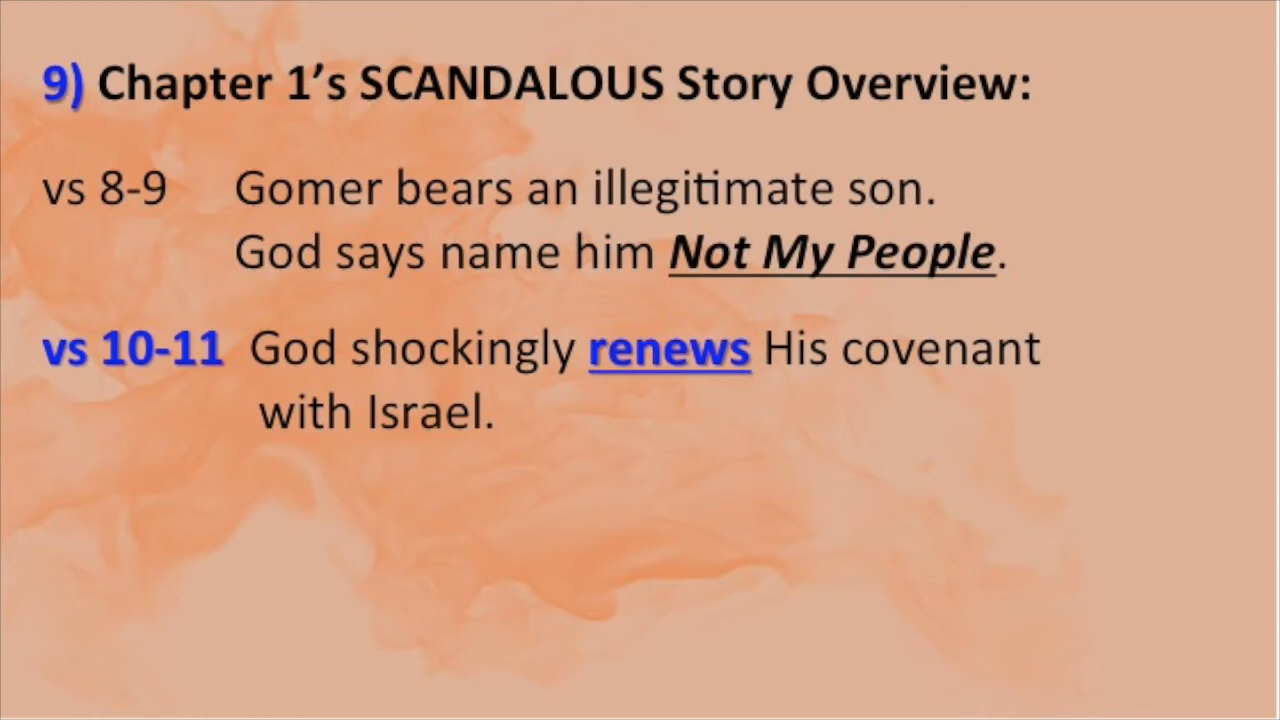 9) Chapter 1’s SCANDALOUS Story Overview:
vs 8-9 Gomer bears an illegitimate son.
God says name him Not My People.
vs 10-11 God shockingly renews His covenant
with Israel.